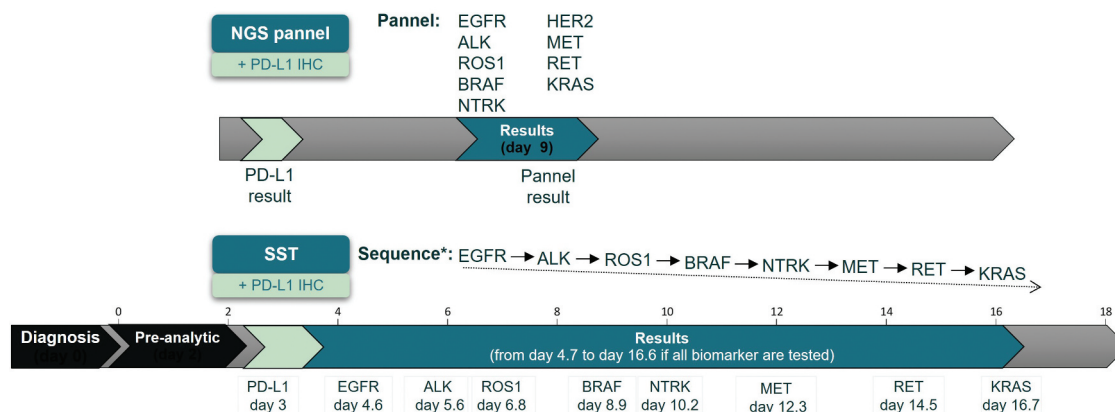 NGS pannel
+ PD-L1 IHC
Pannel:
EGFR HER2
ALK MET
ROS1 RET
BRAF KRAS
NTRK
Results
(day 9)
PD-L1
result
Pannel
result
SST
+ PD-L1 IHC
Sequence*: EGFR → ALK → ROS1 → BRAF → NTRK → MET → RET → KRAS
0 2 4 6 8 10 12 14 16 18
Diagnosis
(day 0)
Pre-analytic
(day 2)
Results
(from day 4.7 to day 16.6 if all biomarker are tested)
PD-L1
day 3
EGFR
day 4.6
ALK
day 5.6
ROS1
day 6.8
BRAF
day 8.9
NTRK
day 10.2
MET
day 12.3
RET
day 14.5
KRAS
day 16.7